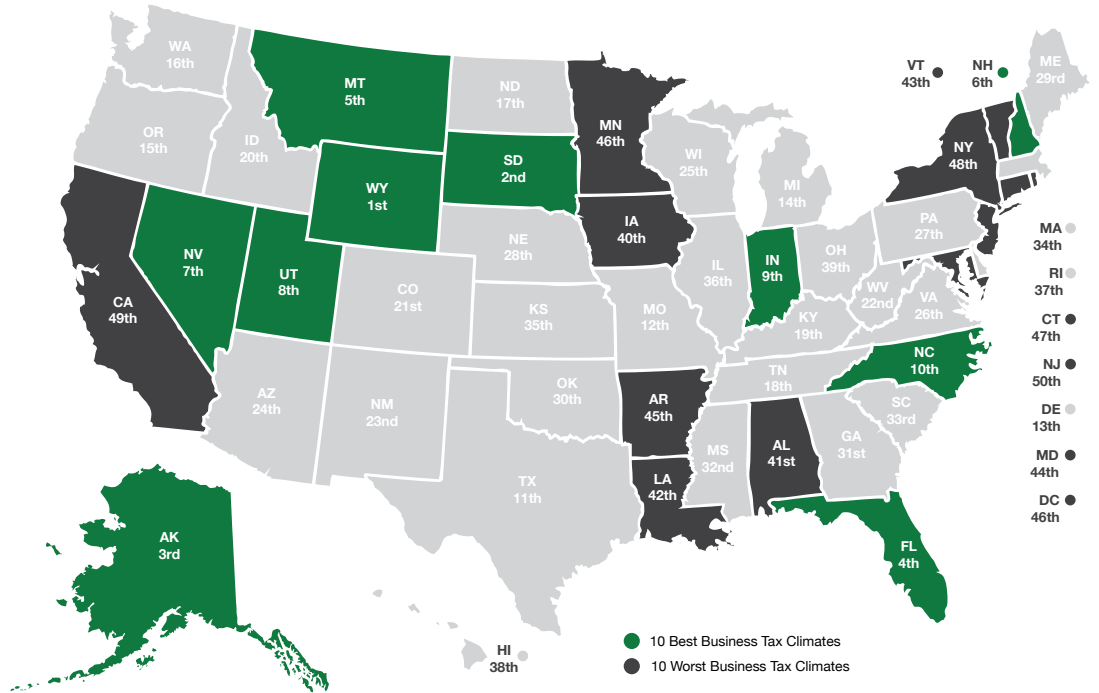 WA
16th
MT
5th
ND
17th
MN
46th
VT
43th
NH
6th
ME
29rd
OR
15th
ID
20th
SD
2nd
WI
25th
NY
48th
WY
1st
MI
14th
IA
40th
PA
27th
MA
34th
NV
7th
UT
8th
NE
28th
IL
36th
IN
9th
OH
39th
RI
37th
WV
22nd
VA
26th
CA
49th
CO
21st
KS
35th
MO
12th
KY
19th
CT
47th
NC
10th
NJ
50th
TN
18th
AZ
24th
NM
23nd
OK
30th
AR
45th
SC
33rd
DE
13th
MS
32nd
AL
41st
GA
31st
MD
44th
TX
11th
LA
42th
DC
46th
AK
3rd
FL
4th
HI
38th
10 Best Business Tax Climates
10 Worst Business Tax Climates